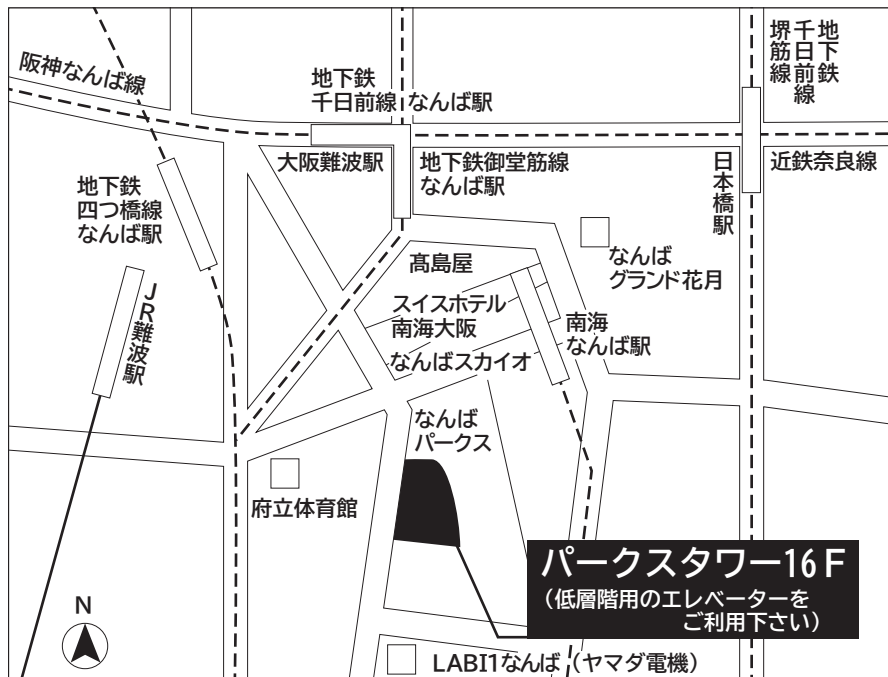 阪神なんば線
地下鉄
千日前線 なんば駅
地下鉄
千日前線
堺筋線
大阪難波駅
地下鉄御堂筋線
なんば駅
日本橋駅
近鉄奈良線
地下鉄
四つ橋線
なんば駅
JR難波駅
髙島屋
なんば
グランド花月
スイスホテル
南海大阪
南海
なんば駅
なんばスカイオ
なんば
パークス
府立体育館
パークスタワー16F
(低層階用のエレベーターを
ご利用下さい)
N
LABI1なんば(ヤマダ電機)